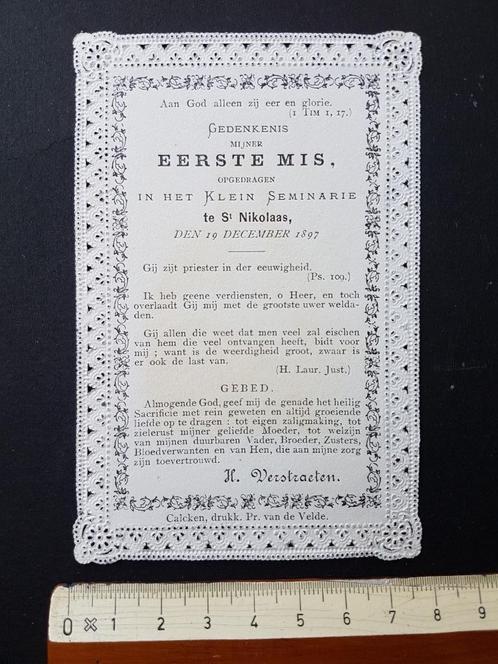 Aan God alleen zij eer en glorie.
(1 TIM 1, 17.)
GEDENKENIS
MIJNER
EERSTE MIS,
OPGEDRAGEN
IN HET KLEIN SEMINARIE
te St Nikolaas,
DEN 19 DECEMBER 1897
Gij zijt priester in der eeuwigheid.
(Ps. 109.)
Ik heb geene verdiensten, o Heer, en toch
overlaadt Gij mij met de grootste uwer welda-
den.
Gij allen die weet dat men veel zal eischen
van hem die veel ontvangen heeft, bidt voor
mij ; want is de weerdigheid groot, zwaar is
er ook de last van.
(H. Laur. Just.)
GEBED.
Almogende God, geef mij de genade het heilig
Sacrificie met rein geweten en altijd groeiende
liefde op te dragen : tot eigen zaligmaking, tot
zielerust mijner geliefde Moeder, tot welzijn
van mijnen duurbaren Vader, Broeder, Zusters,
Bloedverwanten en van Hen, die aan mijne zorg
zijn toevertrouwd.
H. Verstraeten.
Calcken, drukk. Pr. van de Velde.
0 × 1 2 3 4 5 6 7 8 9